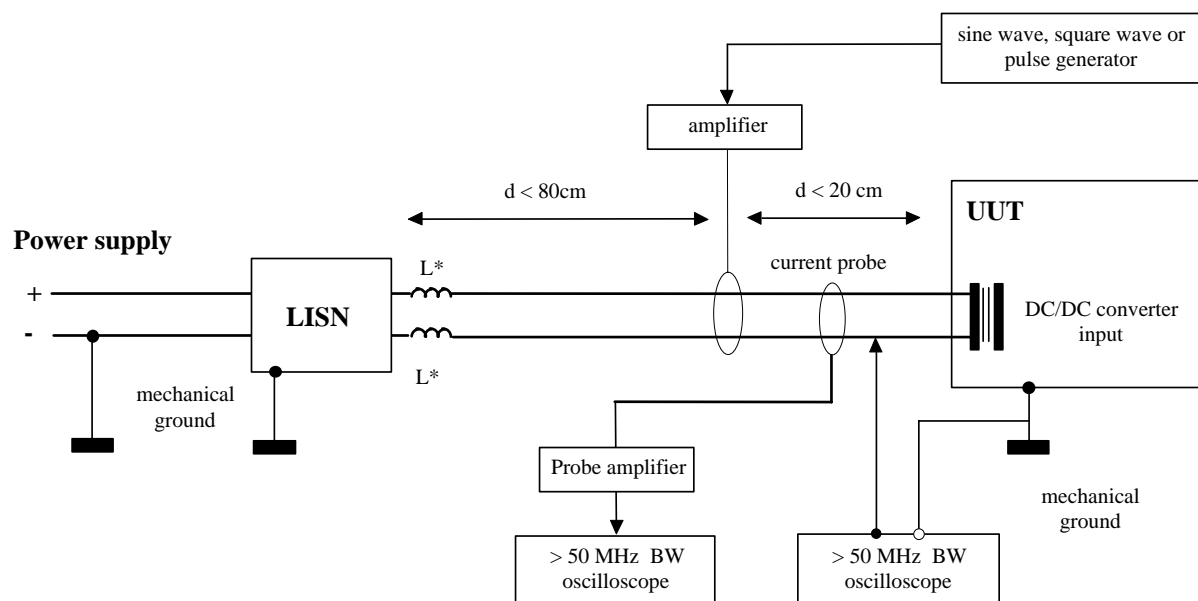 sine wave, square wave or
pulse generator
amplifier
d < 80cm
d < 20 cm
UUT
Power supply
current probe
L*
+
LISN
DC/DC converter
input
-
L*
mechanical
ground
Probe amplifier
mechanical
ground
> 50 MHz BW
oscilloscope
> 50 MHz BW
oscilloscope